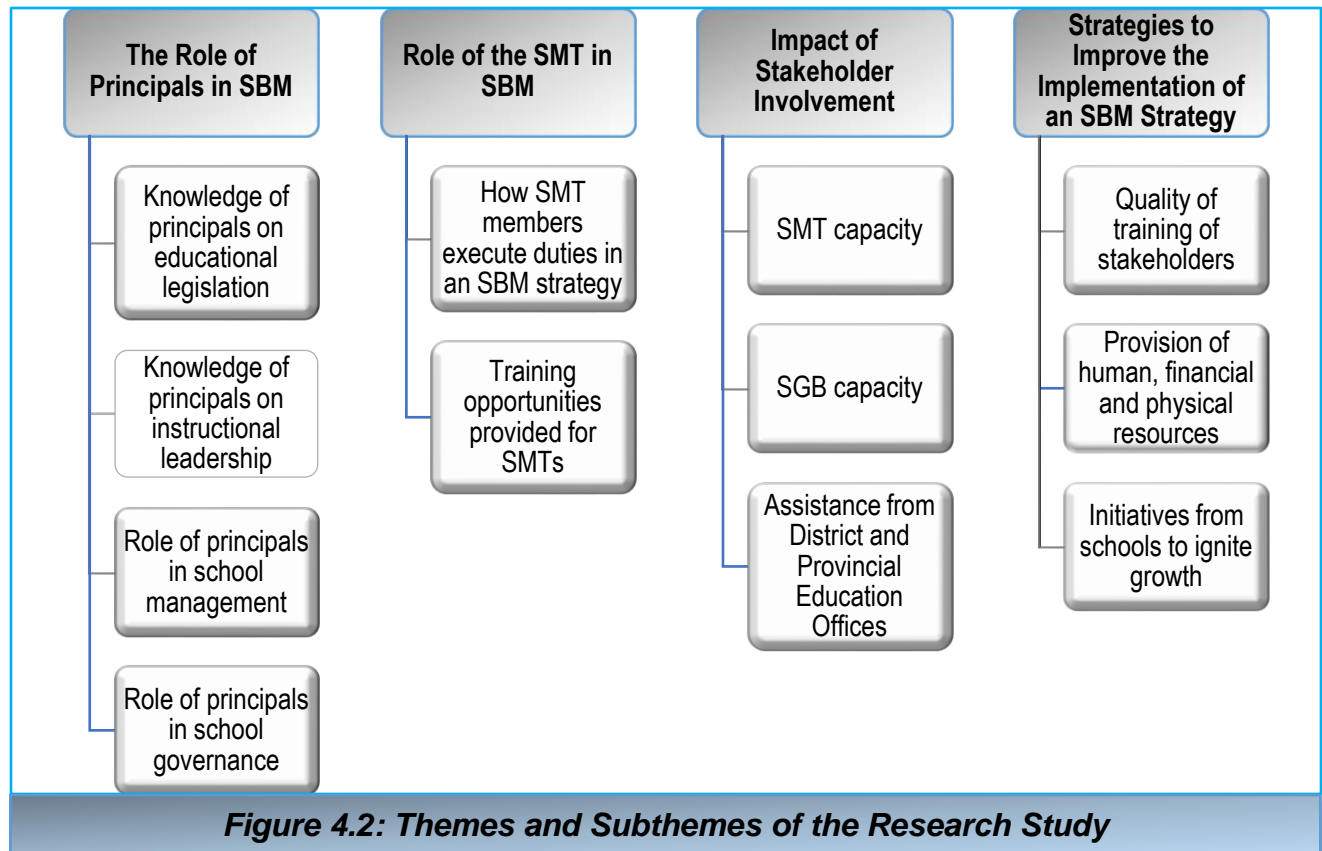 The Role of
Principals in SBM
Knowledge of
principals on
educational
legislation
Knowledge of
principals on
instructional
leadership
Role of principals
in school
management
Role of principals
in school
governance
Role of the SMT in
SBM
How SMT
members
execute duties in
an SBM strategy
Training
opportunities
provided for
SMTs
Impact of
Stakeholder
Involvement
SMT capacity
SGB capacity
Assistance from
District and
Provincial
Education
Offices
Strategies to
Improve the
Implementation of
an SBM Strategy
Quality of
training of
stakeholders
Provision of
human, financial
and physical
resources
Initiatives from
schools to ignite
growth
Figure 4.2: Themes and Subthemes of the Research Study